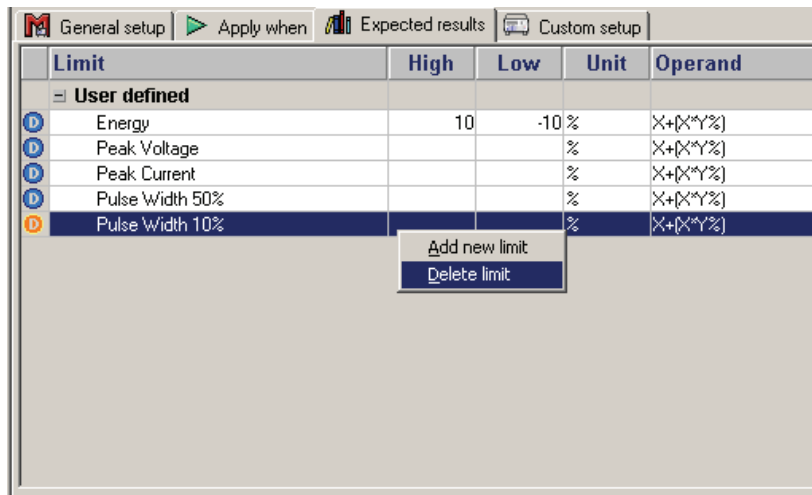 General setup Apply when Expected results Custom setup
Limit High Low Unit Operand
User defined
D Energy 10 -10 % X+(X*Y%)
D Peak Voltage % X+(X*Y%)
D Peak Current % X+(X*Y%)
D Pulse Width 50% % X+(X*Y%)
D Pulse Width 10% % X+(X*Y%)
Add new limit
Delete limit